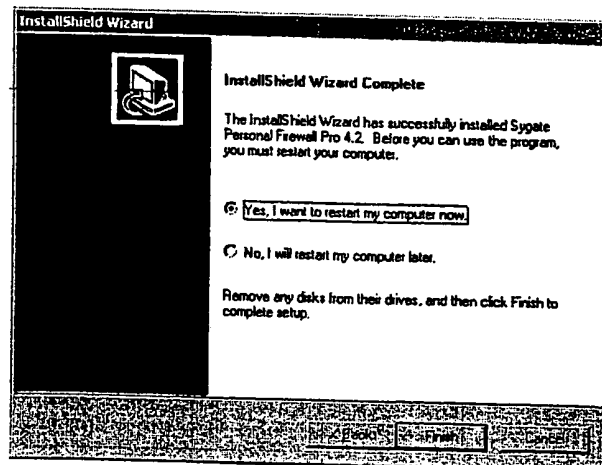 InstallShield Wizard
InstallShield Wizard Complete
The InstallShield Wizard has successfully installed Sygate
Personal Firewall Pro 4.2. Before you can use the program,
you must restart your computer.
Yes, I want to restart my computer now.
No, I will restart my computer later.
Remove any disks from their drives, and then click Finish to
complete setup.
< Back
Finish
Cancel